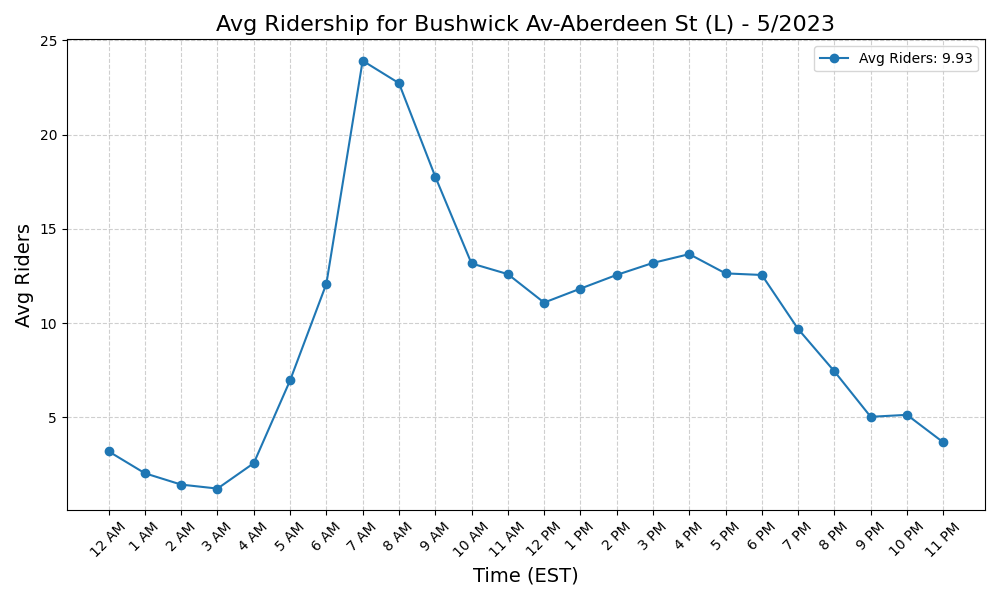 Avg Ridership for Bushwick Av-Aberdeen St (L) - 5/2023
Avg Riders: 9.93
Avg Riders
25
20
15
10
5
12 AM
1 AM
2 AM
3 AM
4 AM
5 AM
6 AM
7 AM
8 AM
9 AM
10 AM
11 AM
12 PM
1 PM
2 PM
3 PM
4 PM
5 PM
6 PM
7 PM
8 PM
9 PM
10 PM
11 PM
Time (EST)